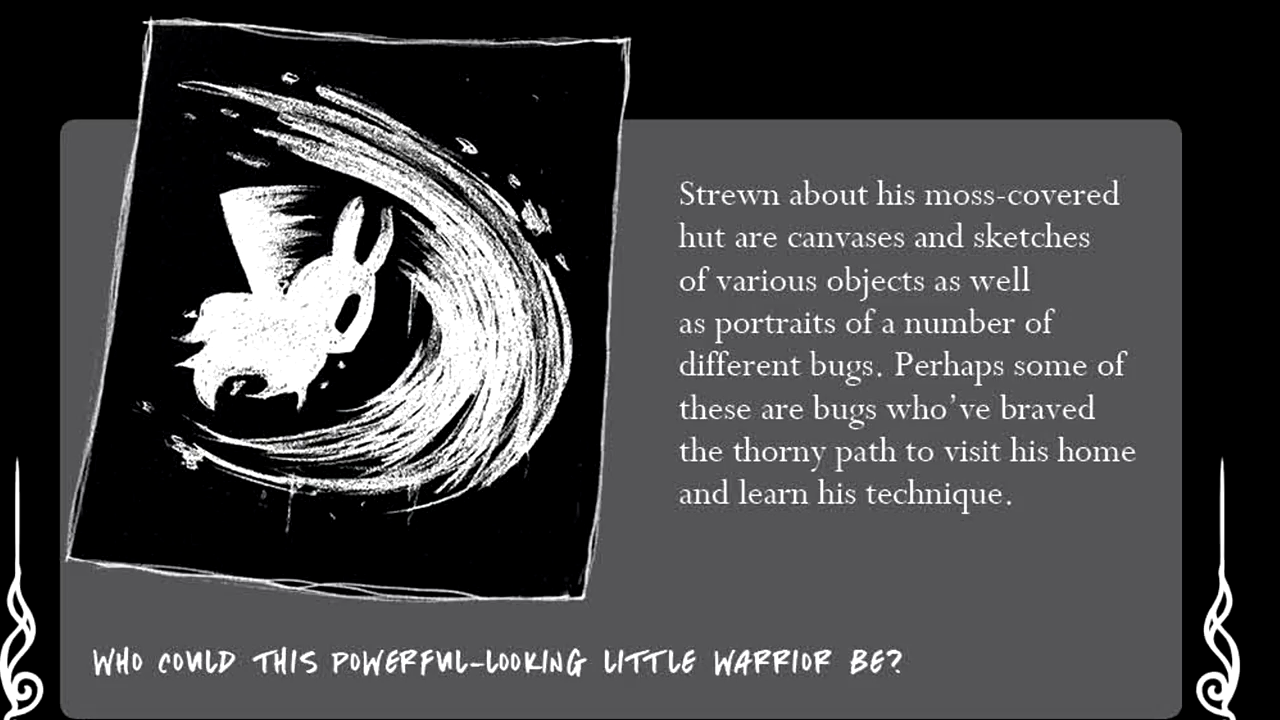 Strewn about his moss-covered
hut are canvases and sketches
of various objects as well
as portraits of a number of
different bugs. Perhaps some of
these are bugs who’ve braved
the thorny path to visit his home
and learn his technique.
WHO COULD THIS POWERFUL-LOOKING LITTLE WARRIOR BE?